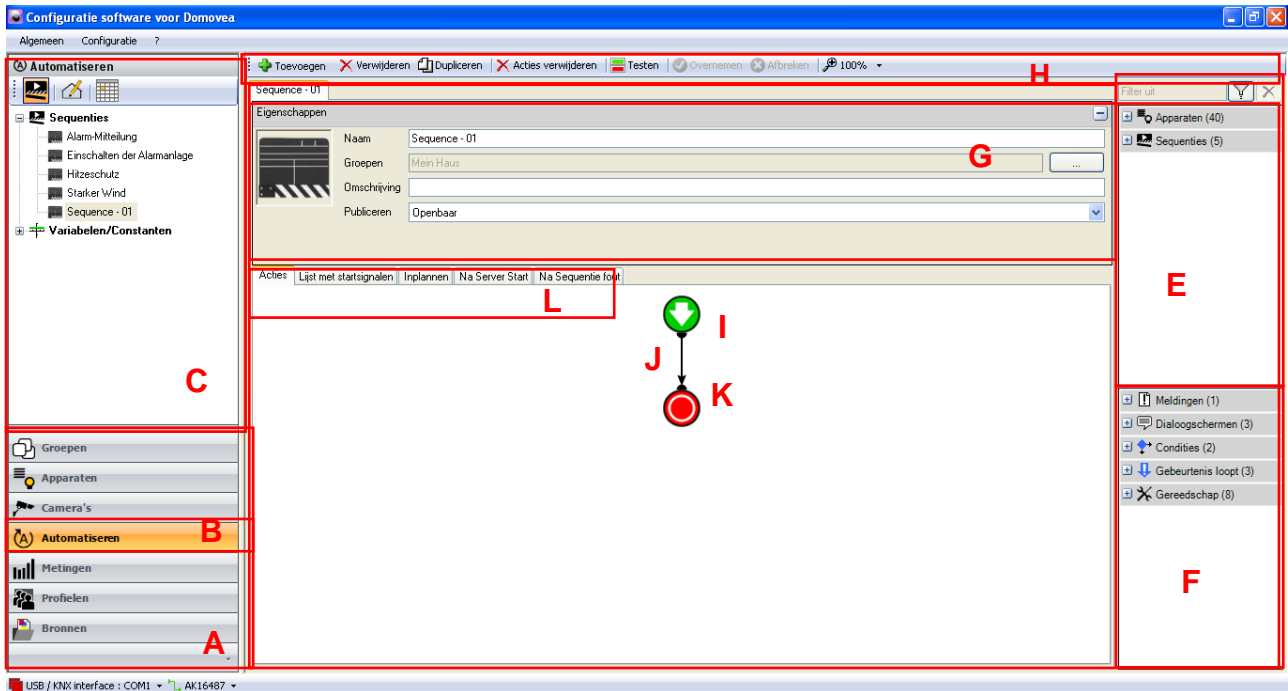 Configuratie software voor Domovea
Algemeen Configuratie ?
Automatiseren
Toevoegen Verwijderen Dupliceren Acties verwijderen Testen Overnemen Afbreken 100%
H
Sequenties
Alarm-Mitteilung
Einschalten der Alarmanlage
Hitzeschutz
Starker Wind
Sequence - 01
Variabelen/Constanten
C
Groepen
Apparaten
Camera's
Automatiseren
B
Metingen
Profielen
Bronnen
A
Sequence - 01
Eigenschappen
Naam Sequence - 01
Groepen Mein Haus ...
Omschrijving
Publiceren Openbaar
G
Acties Lijst met startsignalen Inplannen Na Server Start Na Sequentie fout
L
I
J
K
Filter uit
Apparaten (40)
Sequenties (5)
E
Meldingen (1)
Dialoogschermen (3)
Condities (2)
Gebeurtenis loopt (3)
Gereedschap (8)
F
USB / KNX interface : COM1 AK16487